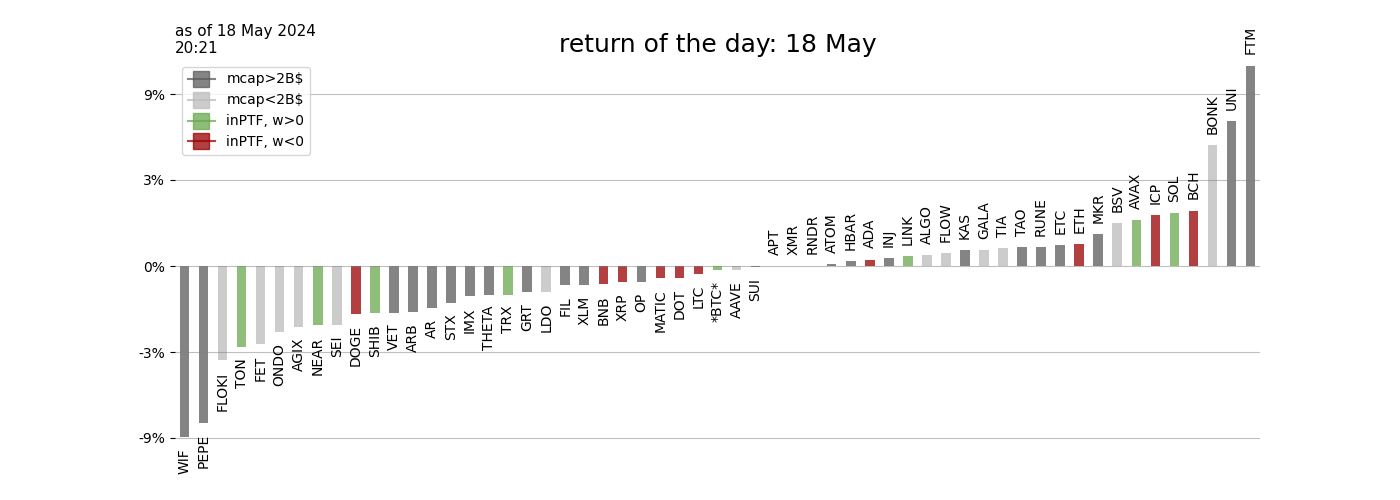 as of 18 May 2024
20:21
return of the day: 18 May
mcap>2B$
mcap<2B$
inPTF, w>0
inPTF, w<0
9%
3%
0%
-3%
-9%
WIF
PEPE
FLOKI
TON
FET
ONDO
AGIX
NEAR
SEI
DOGE
SHIB
VET
ARB
AR
STX
IMX
THETA
TRX
GRT
LDO
FIL
XLM
BNB
XRP
OP
MATIC
DOT
LTC
*BTC*
AAVE
SUI
APT
XMR
RNDR
ATOM
HBAR
ADA
INJ
LINK
ALGO
FLOW
KAS
GALA
TIA
TAO
RUNE
ETC
ETH
MKR
BSV
AVAX
ICP
SOL
BCH
BONK
UNI
FTM